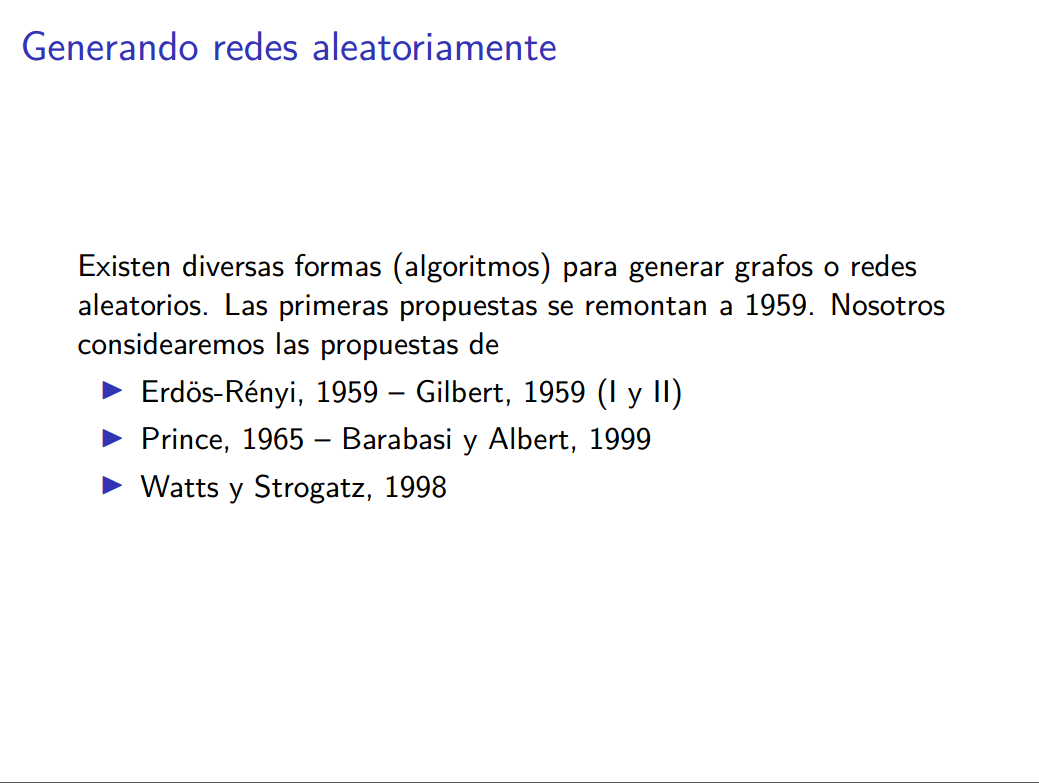 Generando redes aleatoriamente
Existen diversas formas (algoritmos) para generar grafos o redes
aleatorios. Las primeras propuestas se remontan a 1959. Nosotros
considearemos las propuestas de
▶ Erdös-Rényi, 1959 – Gilbert, 1959 (I y II)
▶ Prince, 1965 – Barabasi y Albert, 1999
▶ Watts y Strogatz, 1998